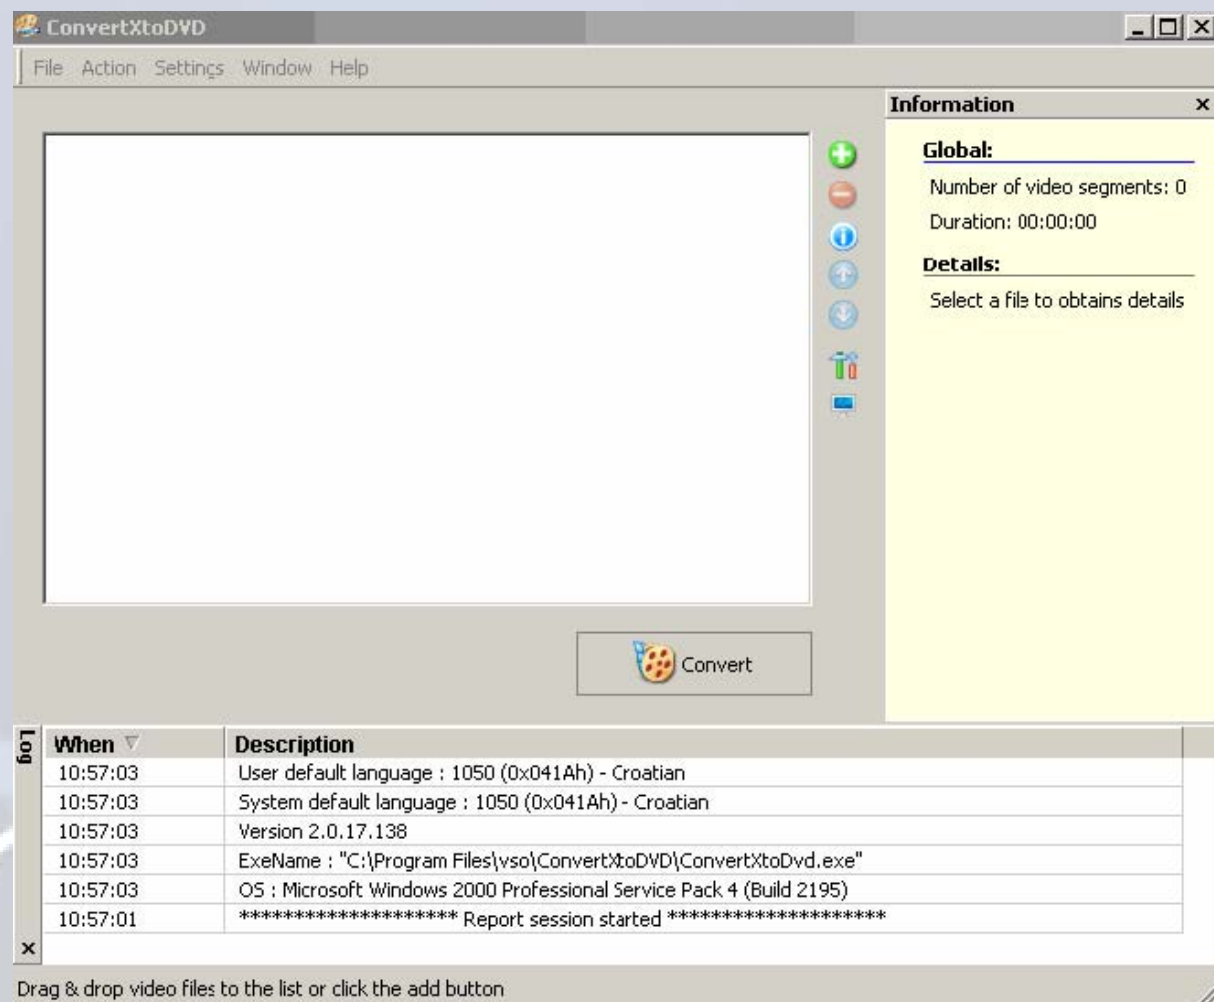 ConvertXtoDVD
File Action Settings Window Help
Information
Global:
Number of video segments: 0
Duration: 00:00:00
Details:
Select a file to obtains details
Convert
Log
When Description
10:57:03 User default language : 1050 (0x041Ah) - Croatian
10:57:03 System default language : 1050 (0x041Ah) - Croatian
10:57:03 Version 2.0.17.138
10:57:03 ExeName : "C:\Program Files\vso\ConvertXtoDVD\ConvertXtoDvd.exe"
10:57:03 OS : Microsoft Windows 2000 Professional Service Pack 4 (Build 2195)
10:57:01 ******************** Report session started ********************
Drag & drop video files to the list or click the add button